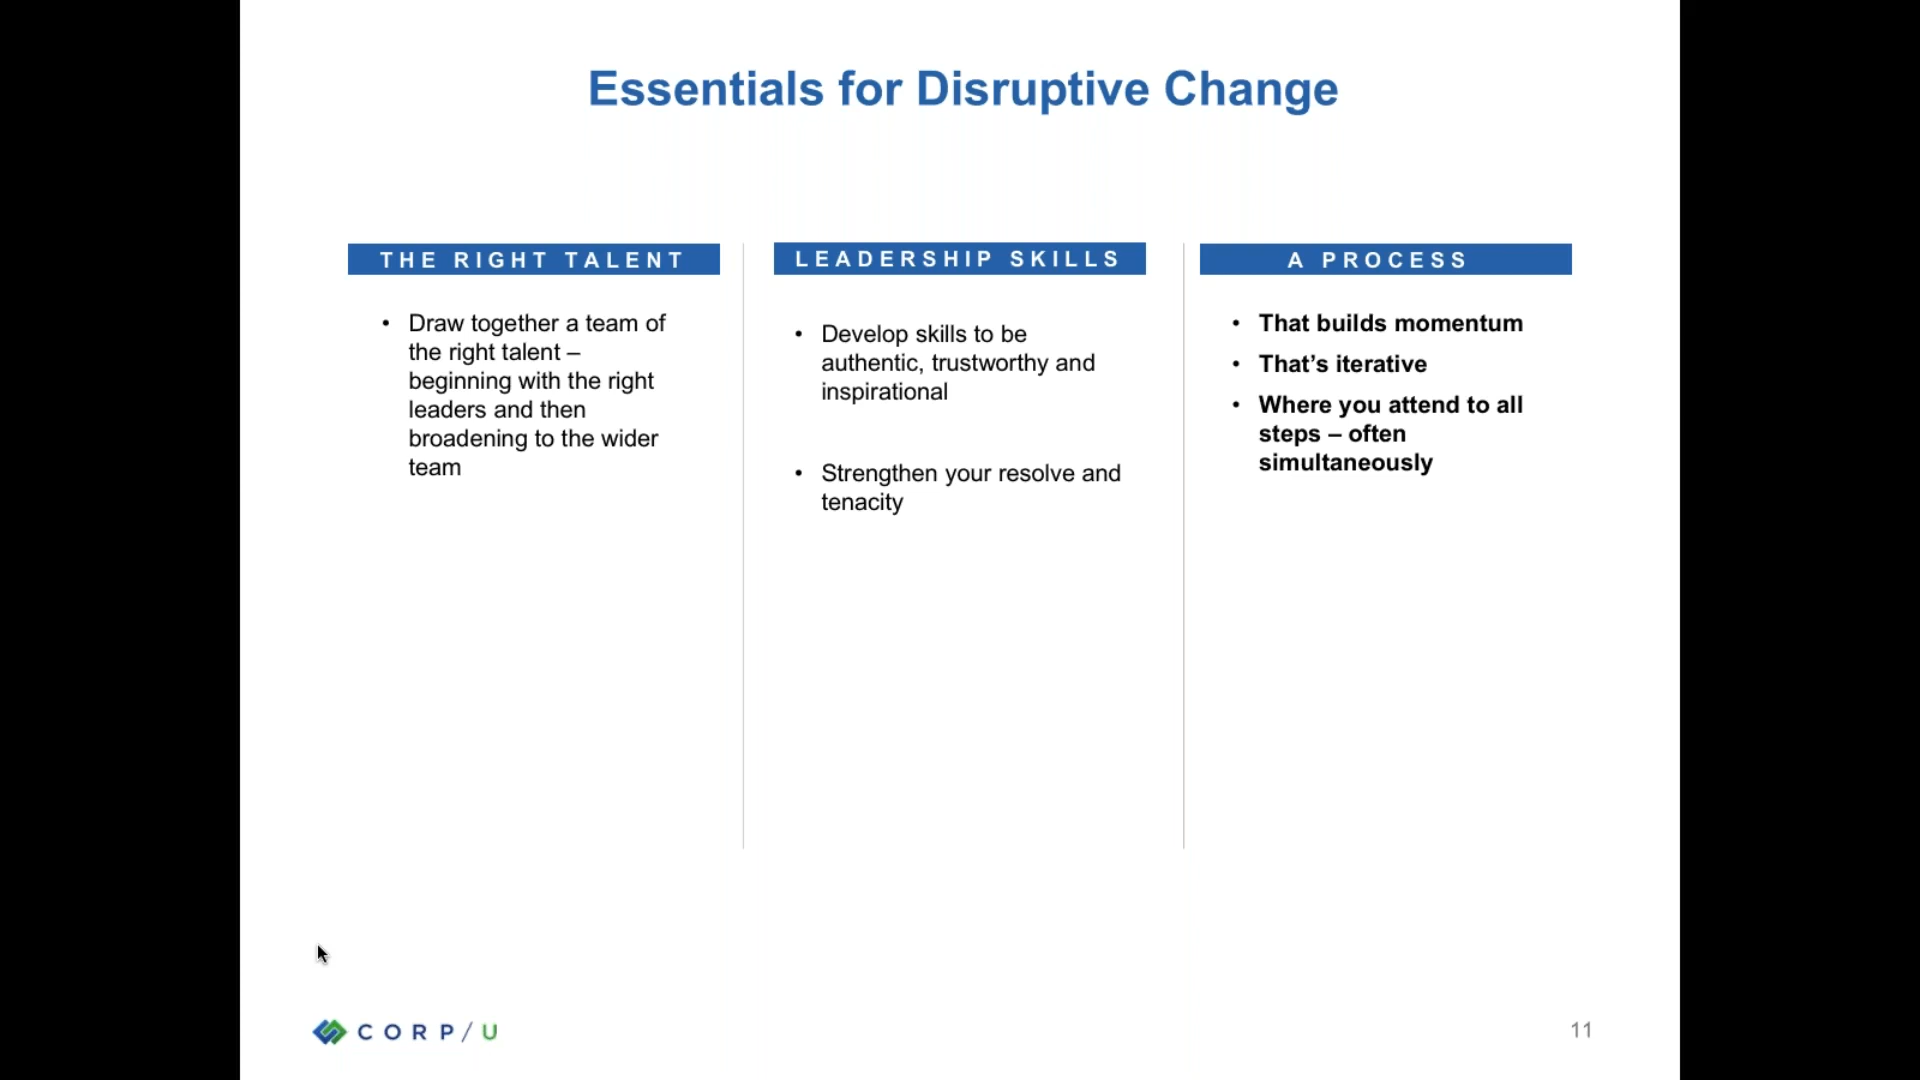 Essentials for Disruptive Change
THE RIGHT TALENT
• Draw together a team of
the right talent –
beginning with the right
leaders and then
broadening to the wider
team
LEADERSHIP SKILLS
• Develop skills to be
authentic, trustworthy and
inspirational
• Strengthen your resolve and
tenacity
A PROCESS
• That builds momentum
• That’s iterative
• Where you attend to all
steps – often
simultaneously
CORP/U
11